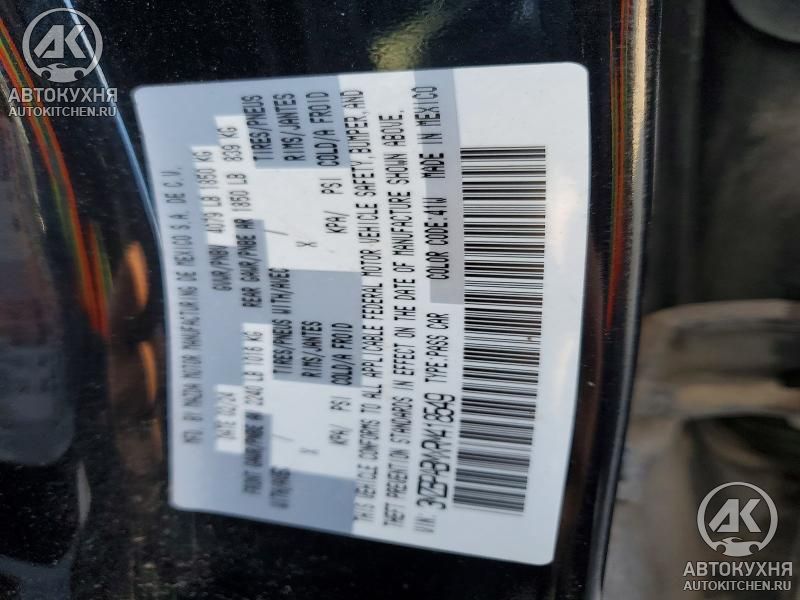 АВТОКУХНЯ
AUTOKITCHEN.RU
MFD. BY MAZDA MOTOR MANUFACTURING DE MEXICO S.A. DE C.V.
DATE 02/24 GVWR/PNBV 4079 LB 1850 KG
FRONT GAWR/PNBE AV 2240 LB 1016 KG REAR GAWR/PNBE AR 1850 LB 839 KG
WITH/AVEC TIRES/PNEUS WITH/AVEC / TIRES/PNEUS
RIMS/JANTES X RIMS/JANTES
KPA/ PSI COLD/A FROID KPA/ PSI COLD/A FROID
THIS VEHICLE CONFORMS TO ALL APPLICABLE FEDERAL MOTOR VEHICLE SAFETY, BUMPER, AND
THEFT PREVENTION STANDARDS IN EFFECT ON THE DATE OF MANUFACTURE SHOWN ABOVE.
VIN: TYPE:PASS CAR COLOR CODE:41W MADE IN MEXICO
АВТОКУХНЯ
AUTOKITCHEN.RU